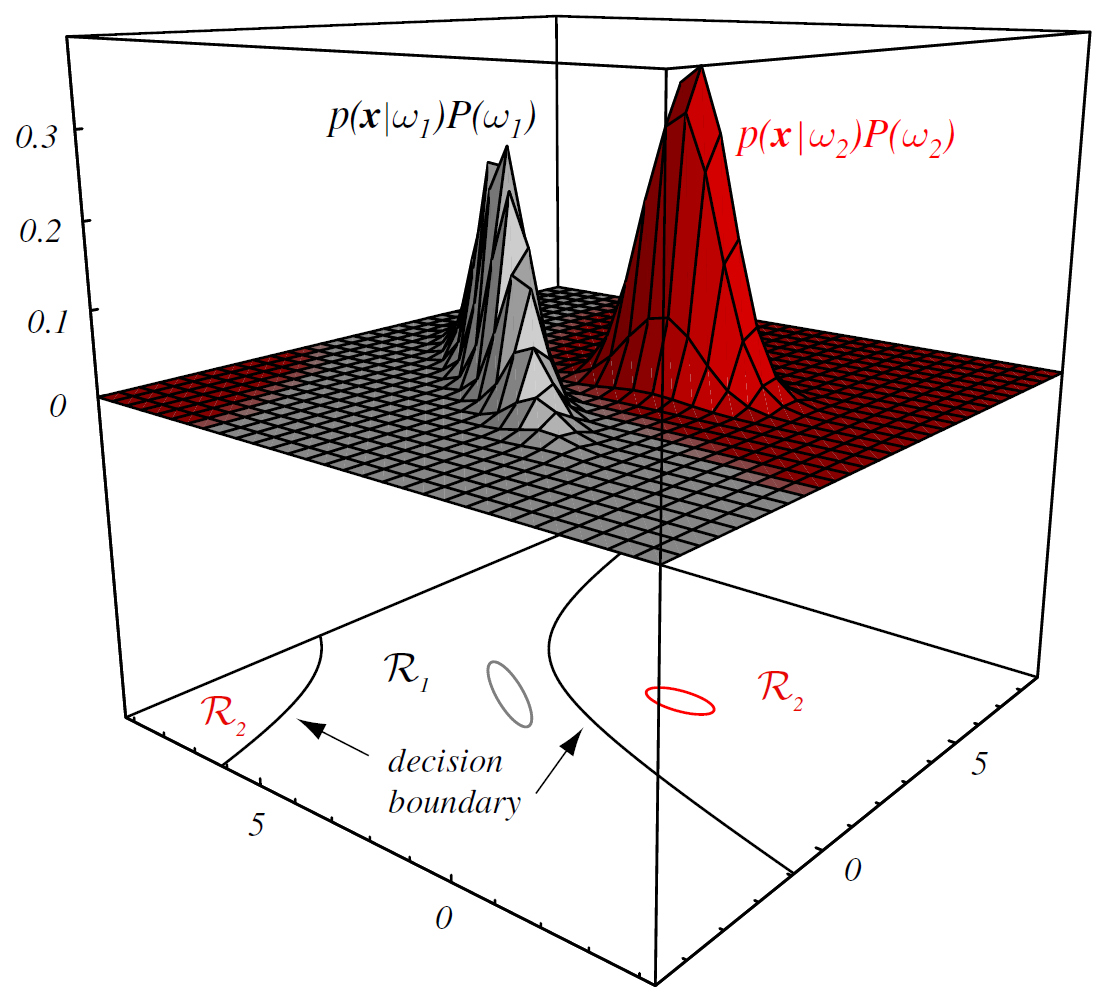 p(x|ω1)P(ω1)
p(x|ω2)P(ω2)
0.3
0.2
0.1
0
R1
R2
R2
decision
boundary
5
5
0
0